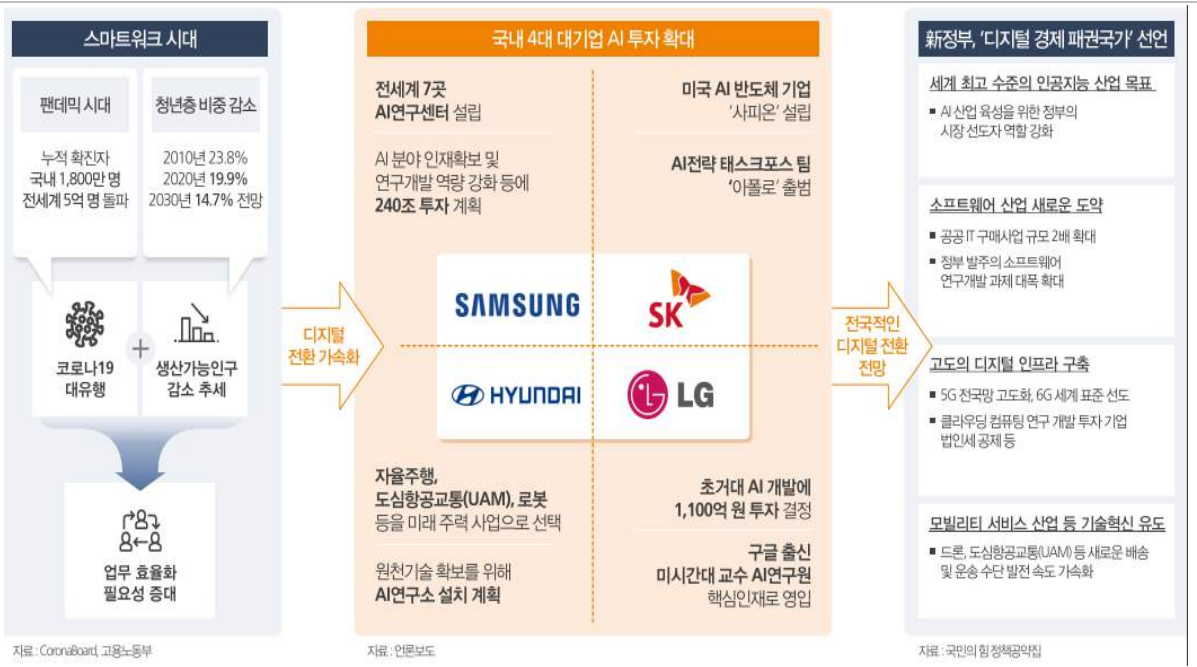 스마트워크 시대
팬데믹 시대
누적 확진자
국내 1,800만 명
전세계 5억 명 돌파
청년층 비중 감소
2010년 23.8%
2020년 19.9%
2030년 14.7% 전망
코로나19
대유행
+
생산가능인구
감소 추세
업무 효율화
필요성 증대
자료 : CoronaBoard, 고용노동부
디지털
전환 가속화
국내 4대 대기업 AI 투자 확대
전세계 7곳
AI연구센터 설립
AI 분야 인재확보 및
연구개발 역량 강화 등에
240조 투자 계획
미국 AI 반도체 기업
‘사피온’ 설립
AI전략 태스크포스 팀
‘아폴로’ 출범
SAMSUNG
SK
HYUNDAI
LG
자율주행,
도심항공교통(UAM), 로봇
등을 미래 주력 사업으로 선택
원천기술 확보를 위해
AI연구소 설치 계획
초거대 AI 개발에
1,100억 원 투자 결정
구글 출신
미시간대 교수 AI연구원
핵심인재로 영입
자료 : 언론보도
전국적인
디지털 전환
전망
新정부, ‘디지털 경제 패권국가’ 선언
세계 최고 수준의 인공지능 산업 목표
■ AI 산업 육성을 위한 정부의
시장 선도자 역할 강화
소프트웨어 산업 새로운 도약
■ 공공 IT 구매사업 규모 2배 확대
■ 정부 발주의 소프트웨어
연구개발 과제 대폭 확대
고도의 디지털 인프라 구축
■ 5G 전국망 고도화, 6G 세계 표준 선도
■ 클라우딩 컴퓨팅 연구 개발 투자 기업
법인세 공제 등
모빌리티 서비스 산업 등 기술혁신 유도
■ 드론, 도심항공교통(UAM) 등 새로운 배송
및 운송 수단 발전 속도 가속화
자료 : 국민의힘 정책공약집